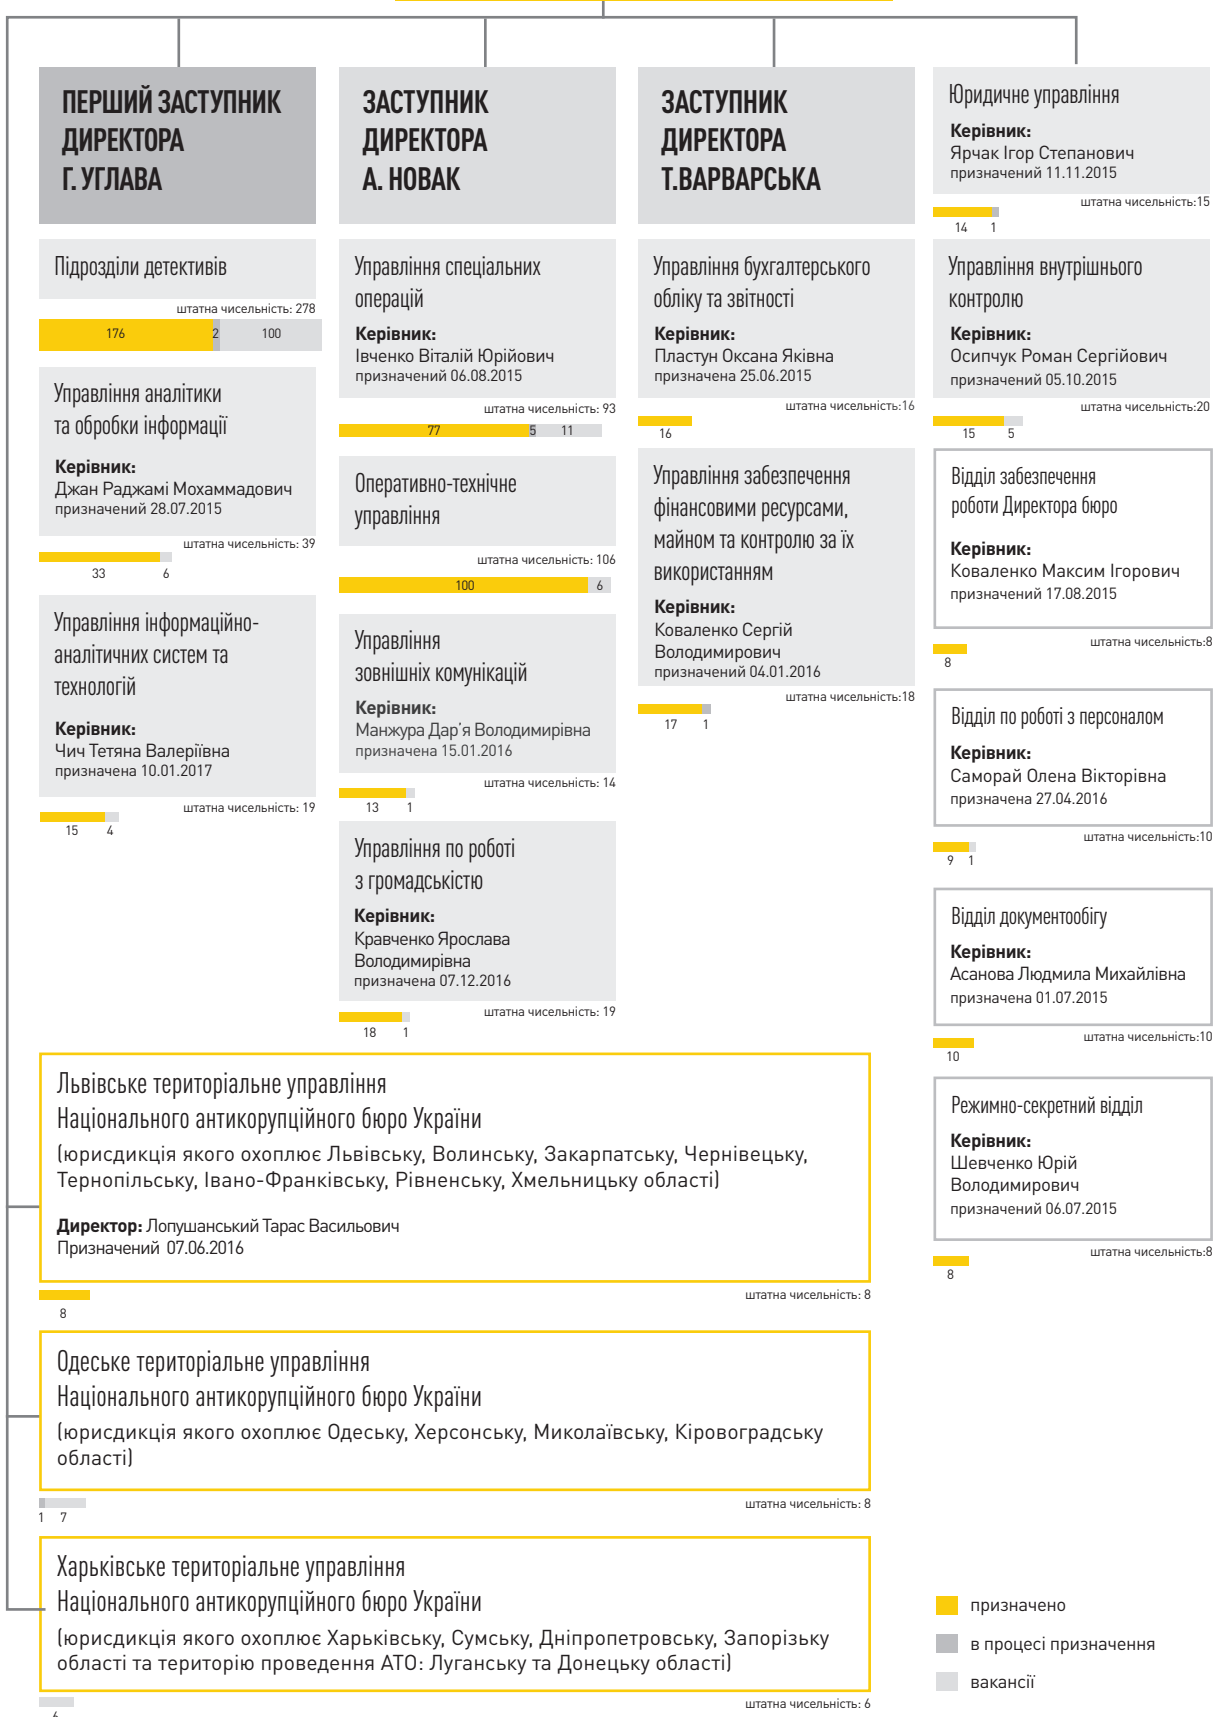 ПЕРШИЙ ЗАСТУПНИК
ДИРЕКТОРА
Г. УГЛАВА
Підрозділи детективів
штатна чисельність: 278
176 2 100
Управління аналітики
та обробки інформації
Керівник:
Джан Раджамі Мохаммадович
призначений 28.07.2015
штатна чисельність: 39
33 6
Управління інформаційно-
аналітичних систем та
технологій
Керівник:
Чич Тетяна Валеріївна
призначена 10.01.2017
штатна чисельність: 19
15 4
ЗАСТУПНИК
ДИРЕКТОРА
А. НОВАК
Управління спеціальних
операцій
Керівник:
Івченко Віталій Юрійович
призначений 06.08.2015
штатна чисельність: 93
77 5 11
Оперативно-технічне
управління
штатна чисельність: 106
100 6
Управління
зовнішніх комунікацій
Керівник:
Манжура Дар’я Володимирівна
призначена 15.01.2016
штатна чисельність: 14
13 1
Управління по роботі
з громадськістю
Керівник:
Кравченко Ярослава
Володимирівна
призначена 07.12.2016
штатна чисельність: 19
18 1
ЗАСТУПНИК
ДИРЕКТОРА
Т.ВАРВАРСЬКА
Управління бухгалтерського
обліку та звітності
Керівник:
Пластун Оксана Яківна
призначена 25.06.2015
штатна чисельність:16
16
Управління забезпечення
фінансовими ресурсами,
майном та контролю за їх
використанням
Керівник:
Коваленко Сергій
Володимирович
призначений 04.01.2016
штатна чисельність:18
17 1
Юридичне управління
Керівник:
Ярчак Ігор Степанович
призначений 11.11.2015
штатна чисельність:15
14 1
Управління внутрішнього
контролю
Керівник:
Осипчук Роман Сергійович
призначений 05.10.2015
штатна чисельність:20
15 5
Відділ забезпечення
роботи Директора бюро
Керівник:
Коваленко Максим Ігорович
призначений 17.08.2015
штатна чисельність:8
8
Відділ по роботі з персоналом
Керівник:
Саморай Олена Вікторівна
призначена 27.04.2016
штатна чисельність:10
9 1
Відділ документообігу
Керівник:
Асанова Людмила Михайлівна
призначена 01.07.2015
штатна чисельність:10
10
Режимно-секретний відділ
Керівник:
Шевченко Юрій
Володимирович
призначений 06.07.2015
штатна чисельність:8
8
Львівське територіальне управління
Національного антикорупційного бюро України
(юрисдикція якого охоплює Львівську, Волинську, Закарпатську, Чернівецьку,
Тернопільську, Івано-Франківську, Рівненську, Хмельницьку області)
Директор: Лопушанський Тарас Васильович
Призначений 07.06.2016
штатна чисельність: 8
8
Одеське територіальне управління
Національного антикорупційного бюро України
(юрисдикція якого охоплює Одеську, Херсонську, Миколаївську, Кіровоградську
області)
штатна чисельність: 8
1 7
Харьківське територіальне управління
Національного антикорупційного бюро України
(юрисдикція якого охоплює Харьківську, Сумську, Дніпропетровську, Запорізьку
області та територію проведення АТО: Луганську та Донецьку області)
штатна чисельність: 6
6
призначено
в процесі призначення
вакансії